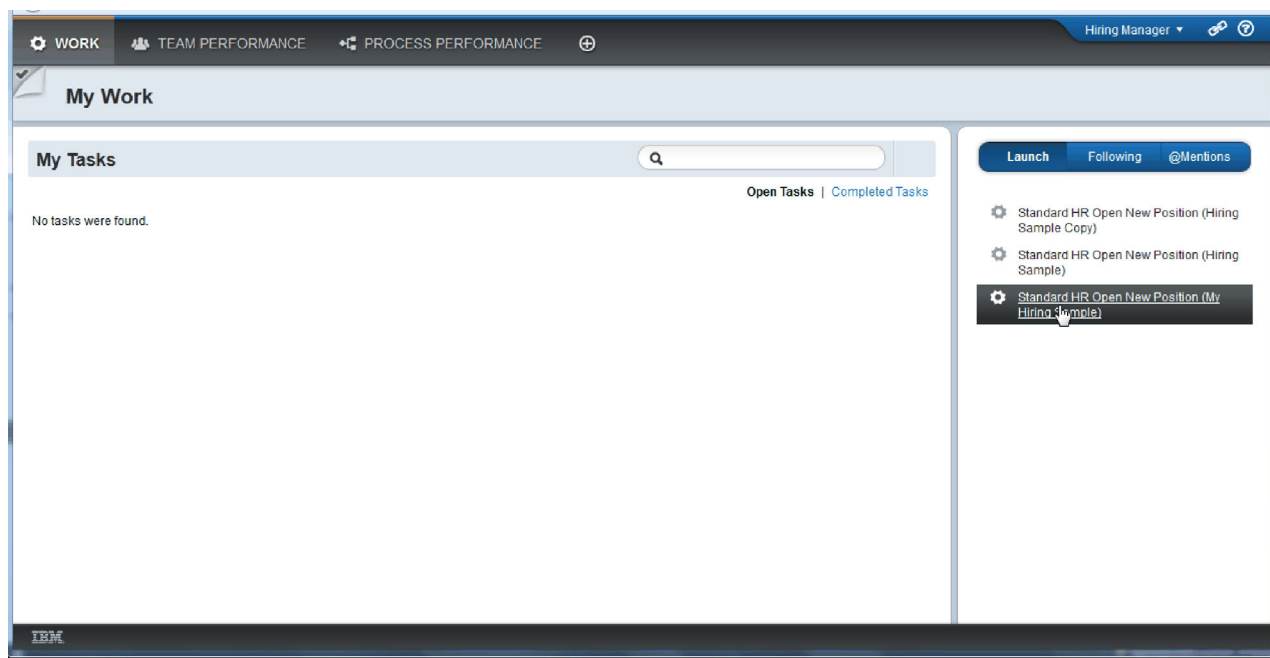 WORK TEAM PERFORMANCE PROCESS PERFORMANCE Hiring Manager
My Work
My Tasks
Open Tasks | Completed Tasks
No tasks were found.
Launch Following @Mentions
Standard HR Open New Position (Hiring
Sample Copy)
Standard HR Open New Position (Hiring
Sample)
Standard HR Open New Position (My
Hiring Sample)
IBM